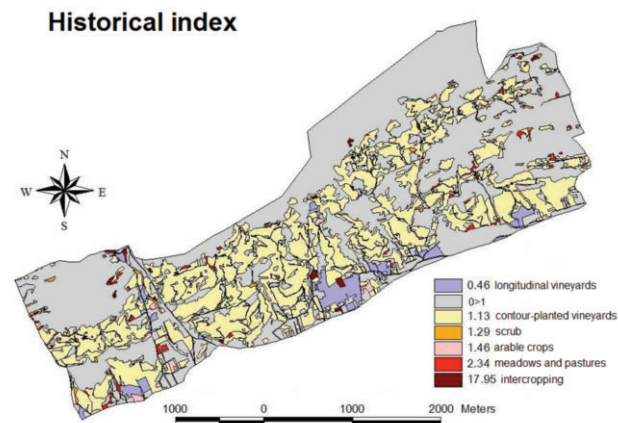 Historical index
N
W E
S
0.46 longitudinal vineyards
0>1
1.13 contour-planted vineyards
1.29 scrub
1.46 arable crops
2.34 meadows and pastures
17.95 intercropping
1000 0 1000 2000 Meters